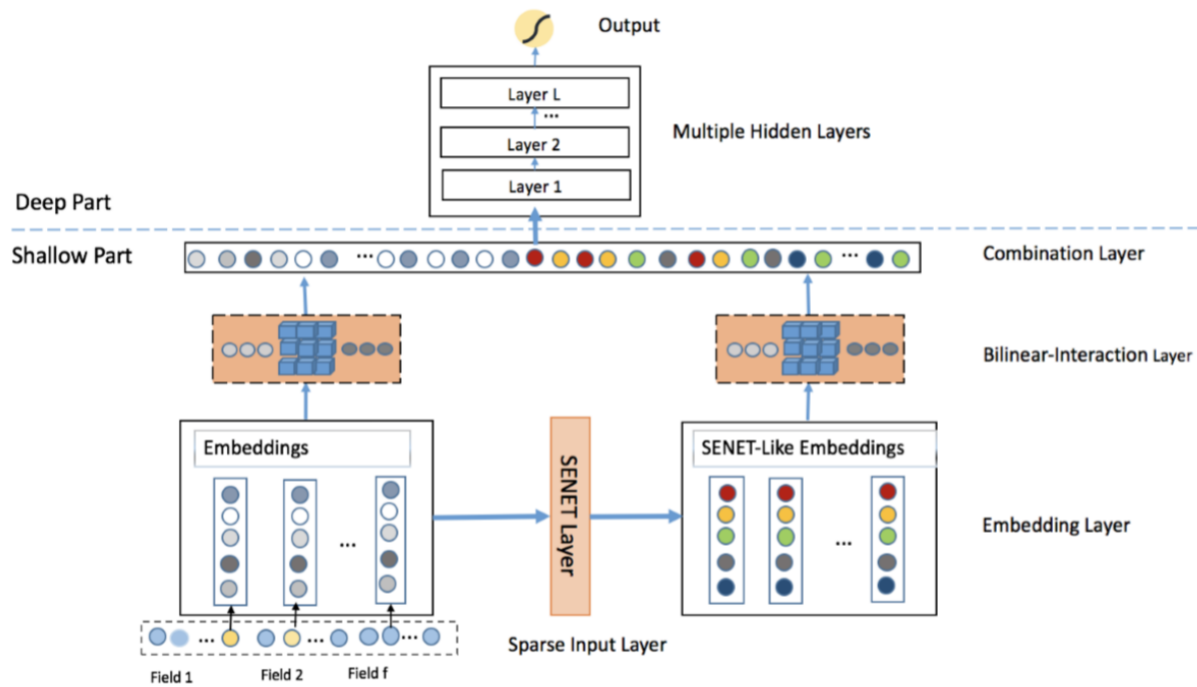 Output
Layer L
...
Layer 2
Layer 1
Multiple Hidden Layers
Deep Part
Shallow Part
...
...
Combination Layer
Bilinear-Interaction Layer
Embeddings
...
SENET Layer
SENET-Like Embeddings
...
Embedding Layer
... ... ...
Sparse Input Layer
Field 1 Field 2 Field f